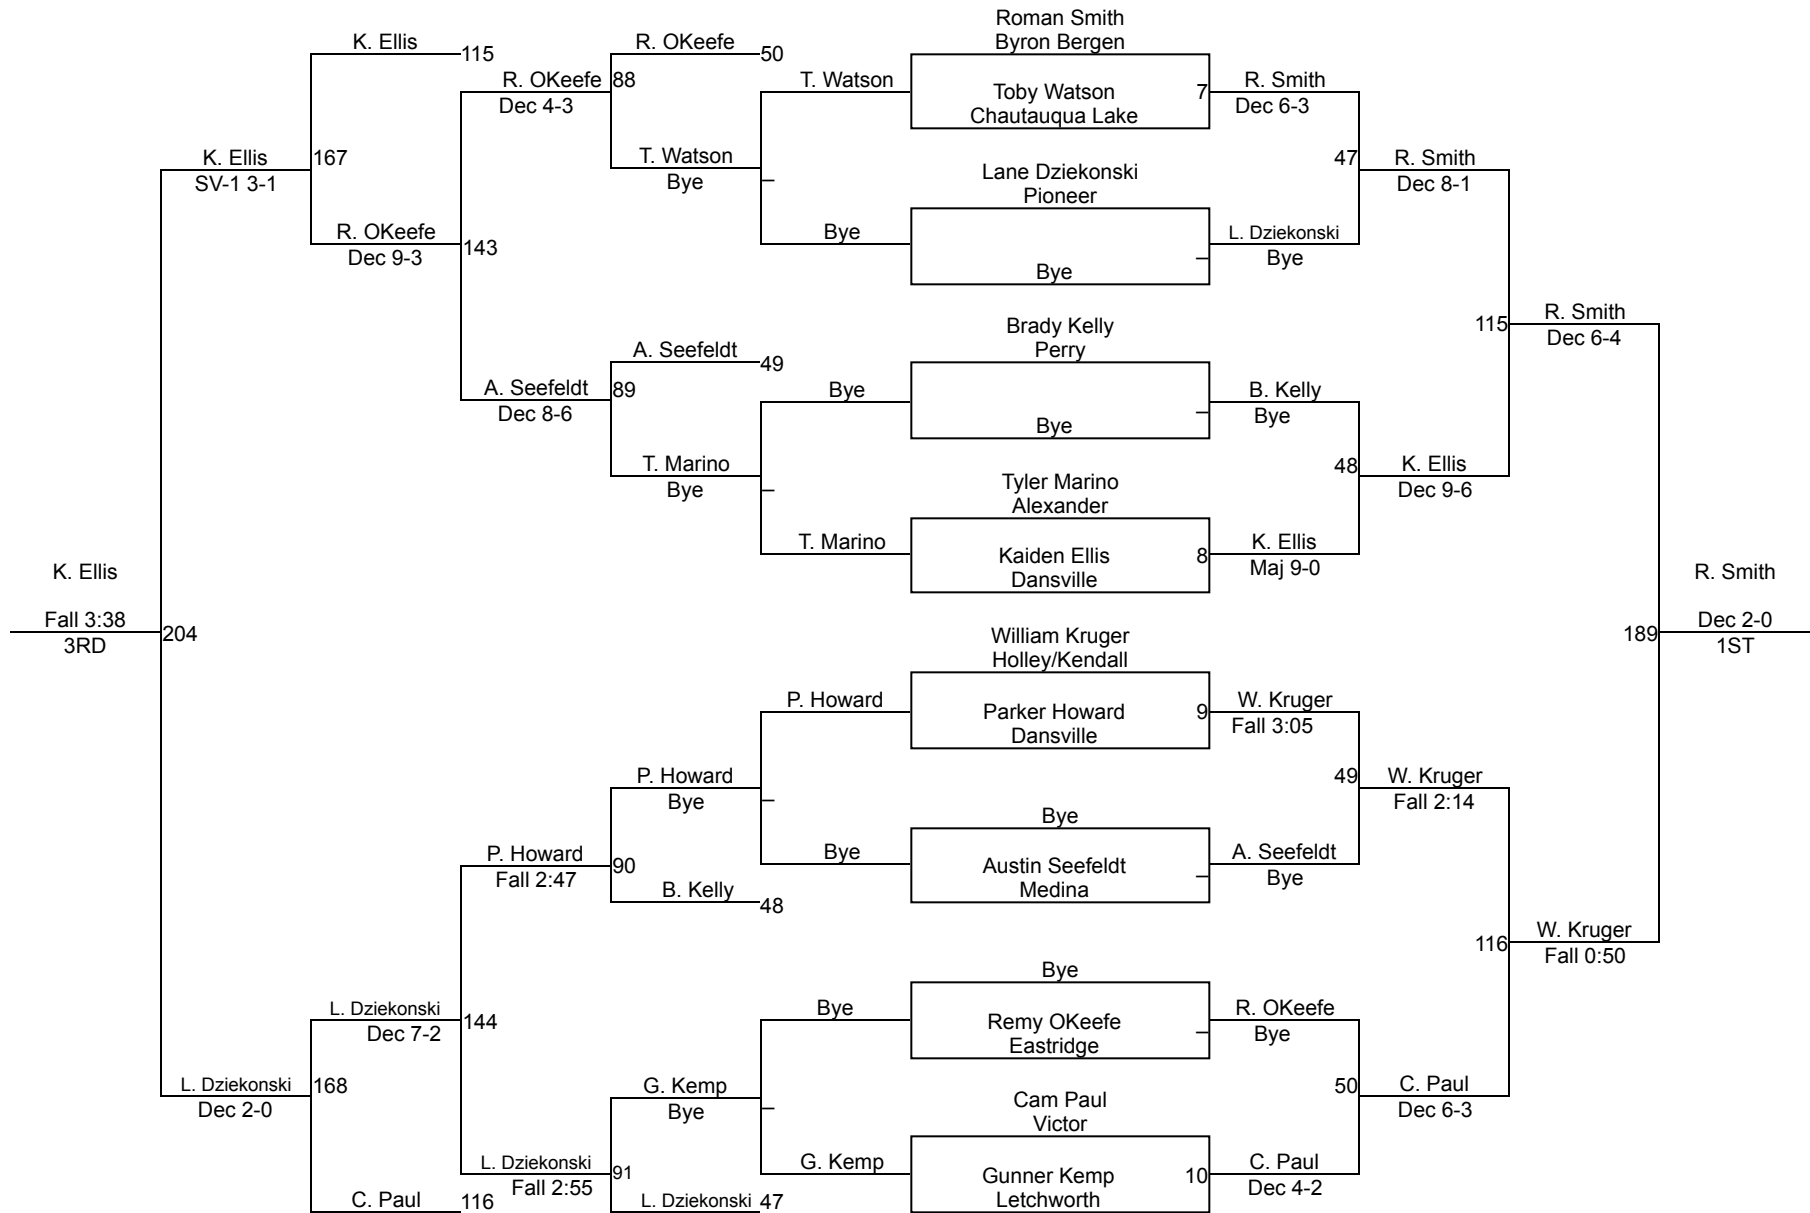 Roman Smith
K. Ellis
R. OKeefe
Byron Bergen
115
50
R. OKeefe
88
T. Watson
Toby Watson
7
R. Smith
Dec 4-3
Chautauqua Lake
Dec 6-3
K. Ellis
167
T. Watson
47
R. Smith
SV-1 3-1
Bye
Lane Dziekonski
Dec 8-1
Pioneer
R. OKeefe
143
Bye
L. Dziekonski
Dec 9-3
Bye
Bye
Brady Kelly
115
R. Smith
A. Seefeldt
Perry
Dec 6-4
49
A. Seefeldt
89
Bye
B. Kelly
Dec 8-6
Bye
Bye
T. Marino
48
K. Ellis
Bye
Tyler Marino
Dec 9-6
Alexander
T. Marino
Kaiden Ellis
8
K. Ellis
Dansville
Maj 9-0
K. Ellis
R. Smith
Fall 3:38
204
189
Dec 2-0
3RD
1ST
William Kruger
Holley/Kendall
P. Howard
Parker Howard
9
W. Kruger
Dansville
Fall 3:05
P. Howard
49
W. Kruger
Bye
Fall 2:14
Bye
P. Howard
90
Bye
Austin Seefeldt
A. Seefeldt
Fall 2:47
Medina
Bye
B. Kelly
48
116
W. Kruger
Fall 0:50
Bye
L. Dziekonski
144
Bye
Remy OKeefe
R. OKeefe
Dec 7-2
Eastridge
Bye
L. Dziekonski
168
G. Kemp
50
C. Paul
Dec 2-0
Bye
Cam Paul
Dec 6-3
Victor
L. Dziekonski
91
G. Kemp
Gunner Kemp
10
C. Paul
Fall 2:55
Letchworth
Dec 4-2
C. Paul
116
L. Dziekonski
47